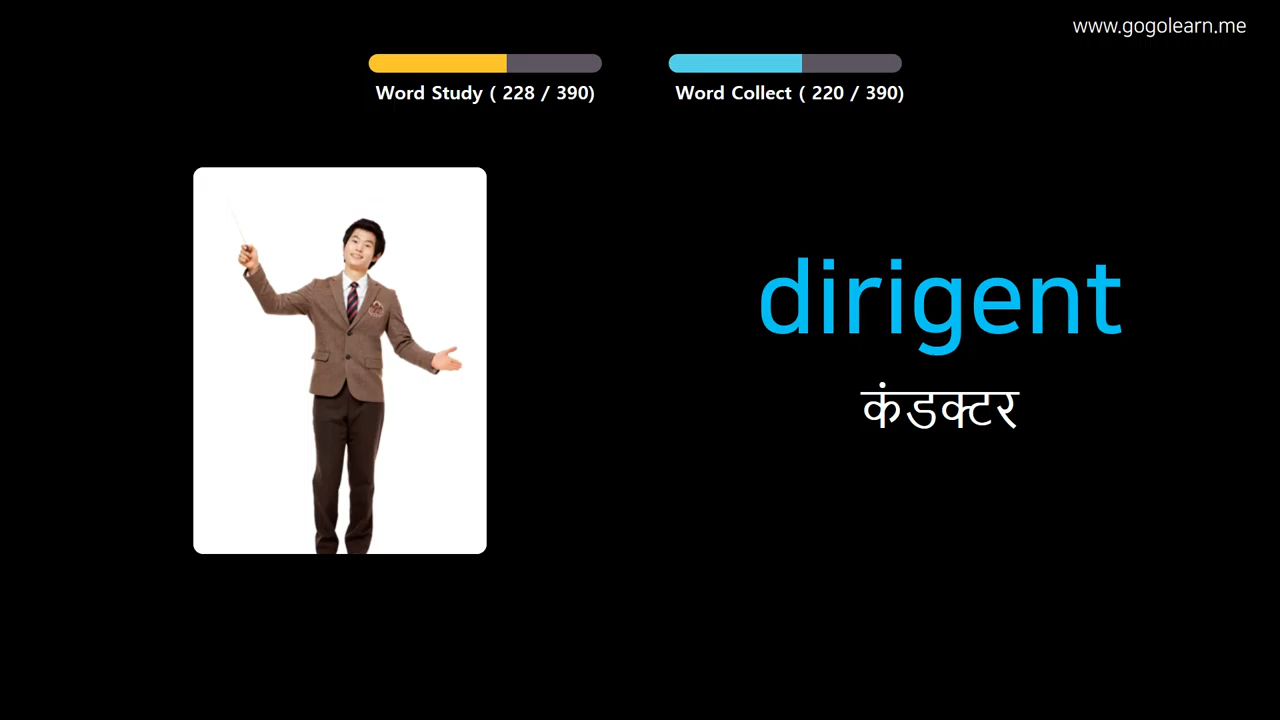 www.gogolearn.me
Word Study ( 228 / 390)
Word Collect ( 220 / 390)
dirigent
कंडक्टर